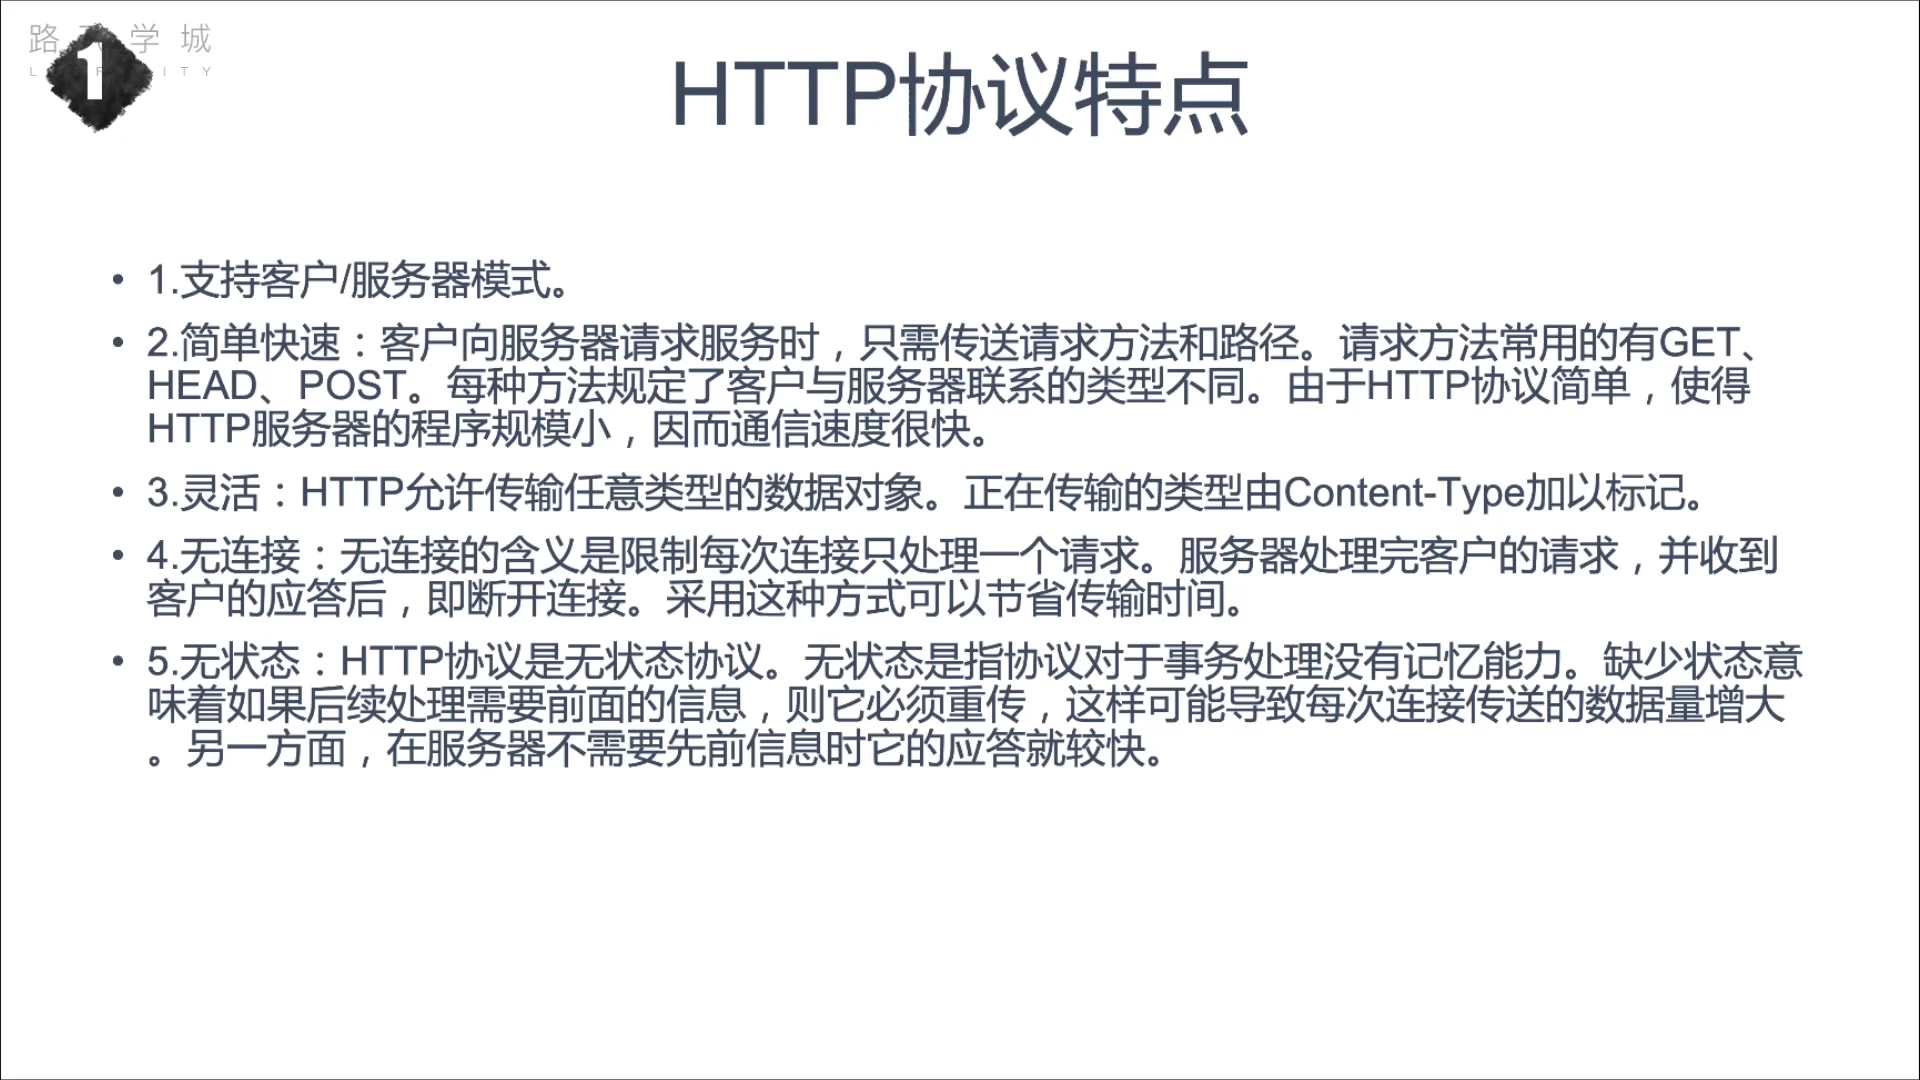 路 学 城
1
HTTP协议特点
• 1.支持客户/服务器模式。
• 2.简单快速：客户向服务器请求服务时，只需传送请求方法和路径。请求方法常用的有GET、
HEAD、POST。每种方法规定了客户与服务器联系的类型不同。由于HTTP协议简单，使得
HTTP服务器的程序规模小，因而通信速度很快。
• 3.灵活：HTTP允许传输任意类型的数据对象。正在传输的类型由Content-Type加以标记。
• 4.无连接：无连接的含义是限制每次连接只处理一个请求。服务器处理完客户的请求，并收到
客户的应答后，即断开连接。采用这种方式可以节省传输时间。
• 5.无状态：HTTP协议是无状态协议。无状态是指协议对于事务处理没有记忆能力。缺少状态意
味着如果后续处理需要前面的信息，则它必须重传，这样可能导致每次连接传送的数据量增大
。另一方面，在服务器不需要先前信息时它的应答就较快。